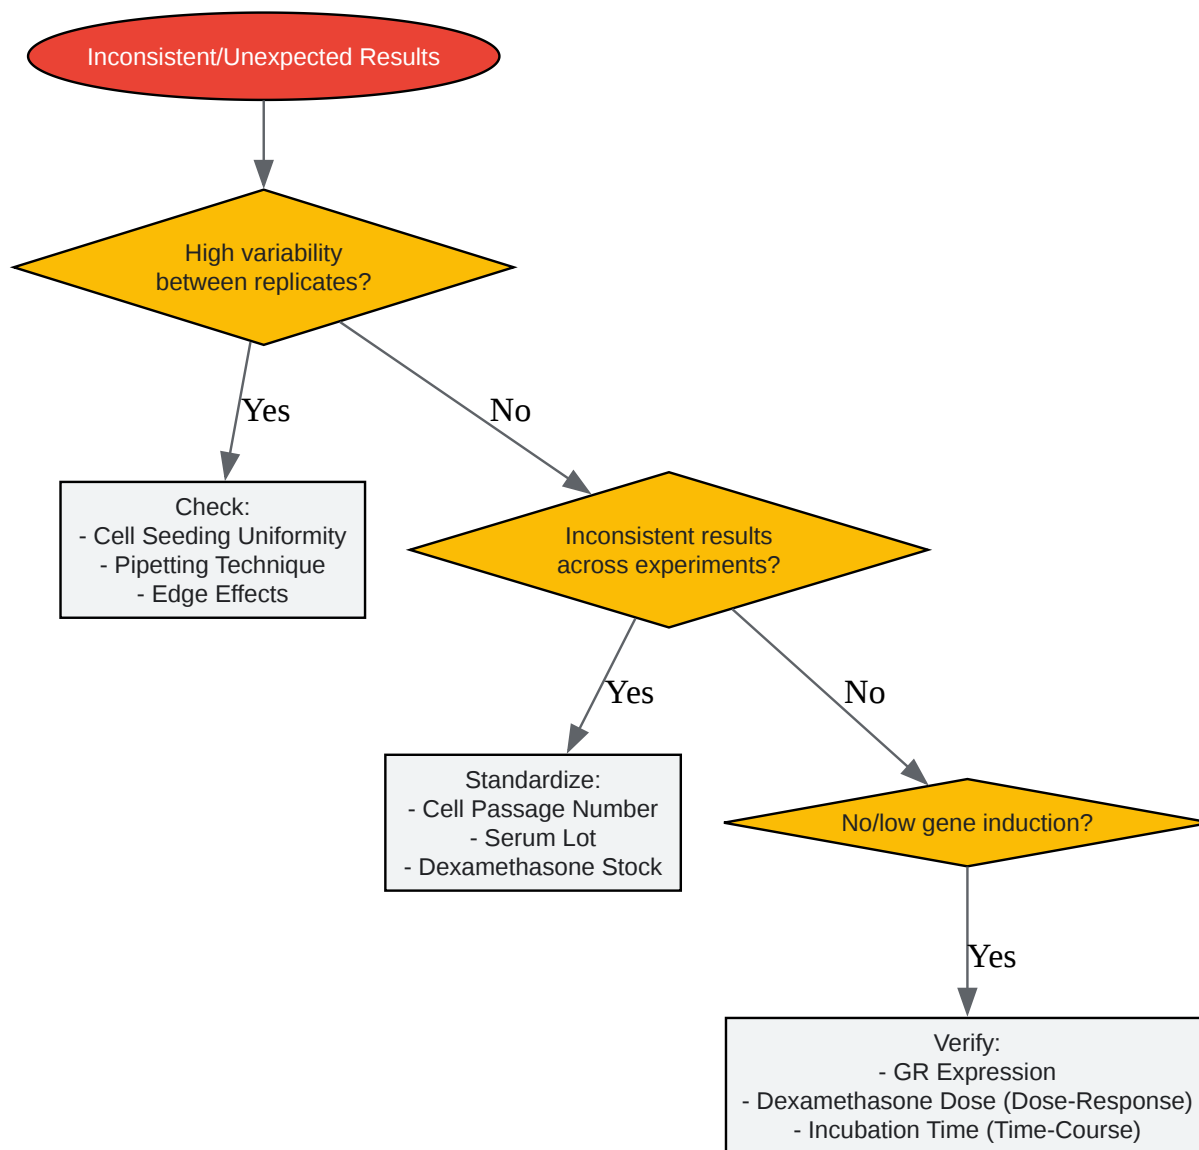 Inconsistent/Unexpected Results
High variability
between replicates?
Yes
No
Check:
- Cell Seeding Uniformity
- Pipetting Technique
- Edge Effects
Inconsistent results
across experiments?
Yes
No
Standardize:
- Cell Passage Number
- Serum Lot
- Dexamethasone Stock
No/low gene induction?
Yes
Verify:
- GR Expression
- Dexamethasone Dose (Dose-Response)
- Incubation Time (Time-Course)